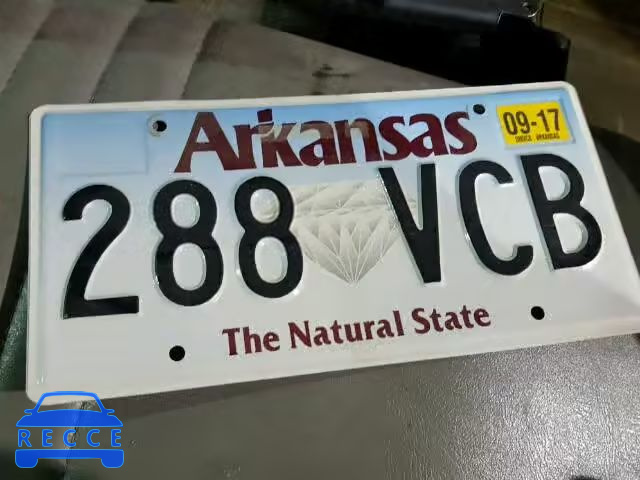 Arkansas
09-17
288 VCB
The Natural State
RECCE